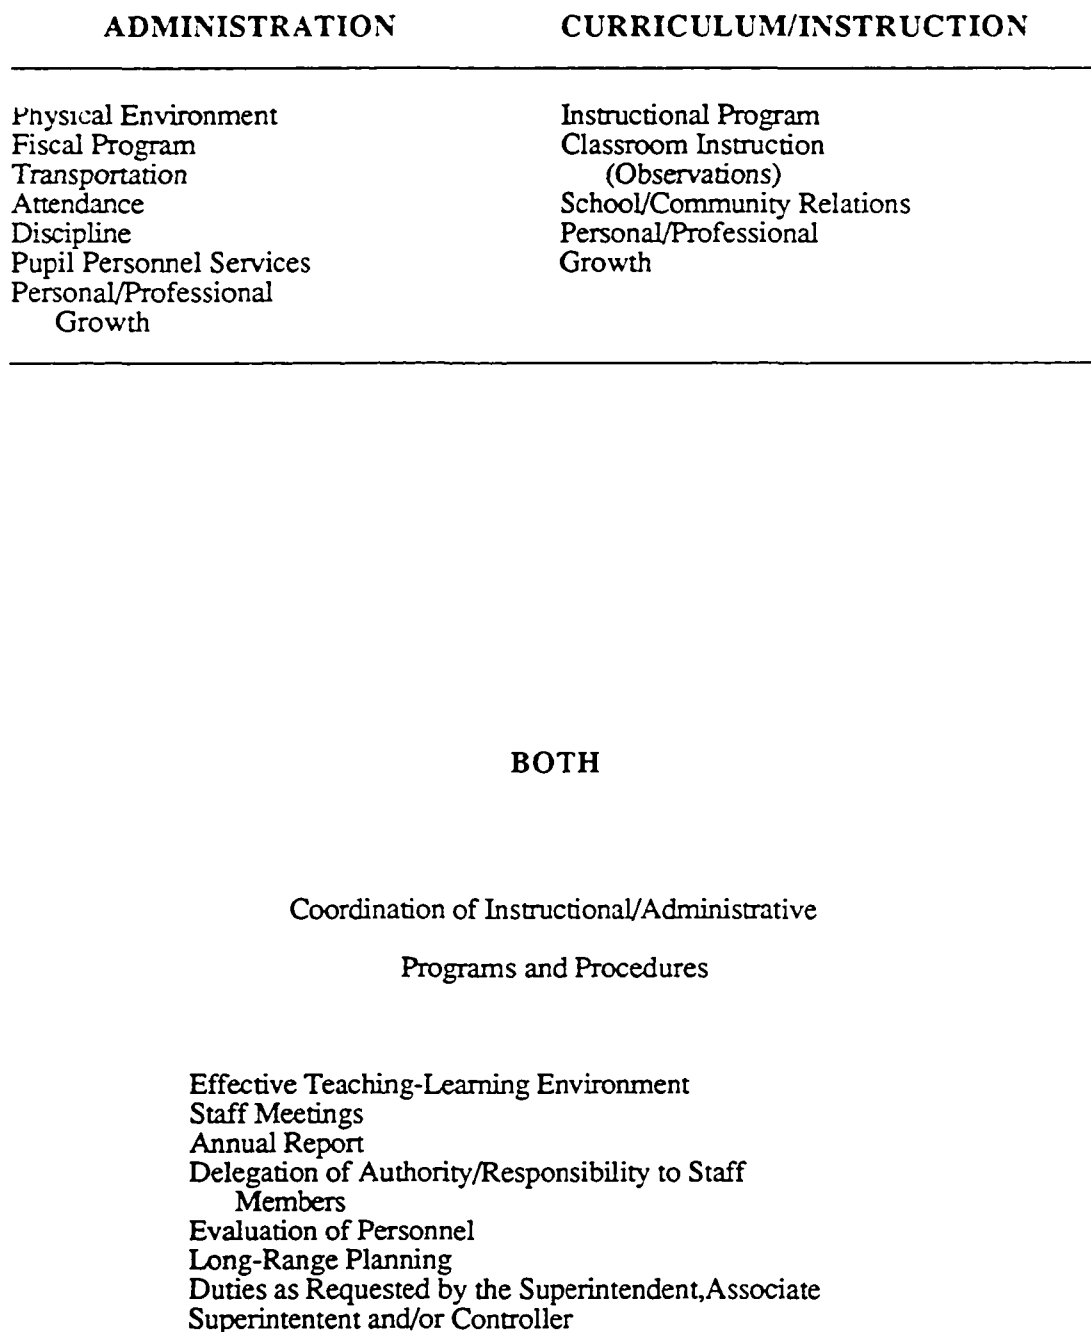 ADMINISTRATION
CURRICULUM/INSTRUCTION
Physical Environment
Fiscal Program
Transportation
Attendance
Discipline
Pupil Personnel Services
Personal/Professional
Growth
Instructional Program
Classroom Instruction
(Observations)
School/Community Relations
Personal/Professional
Growth
BOTH
Coordination of Instructional/Administrative
Programs and Procedures
Effective Teaching-Learning Environment
Staff Meetings
Annual Report
Delegation of Authority/Responsibility to Staff
Members
Evaluation of Personnel
Long-Range Planning
Duties as Requested by the Superintendent,Associate
Superintentent and/or Controller